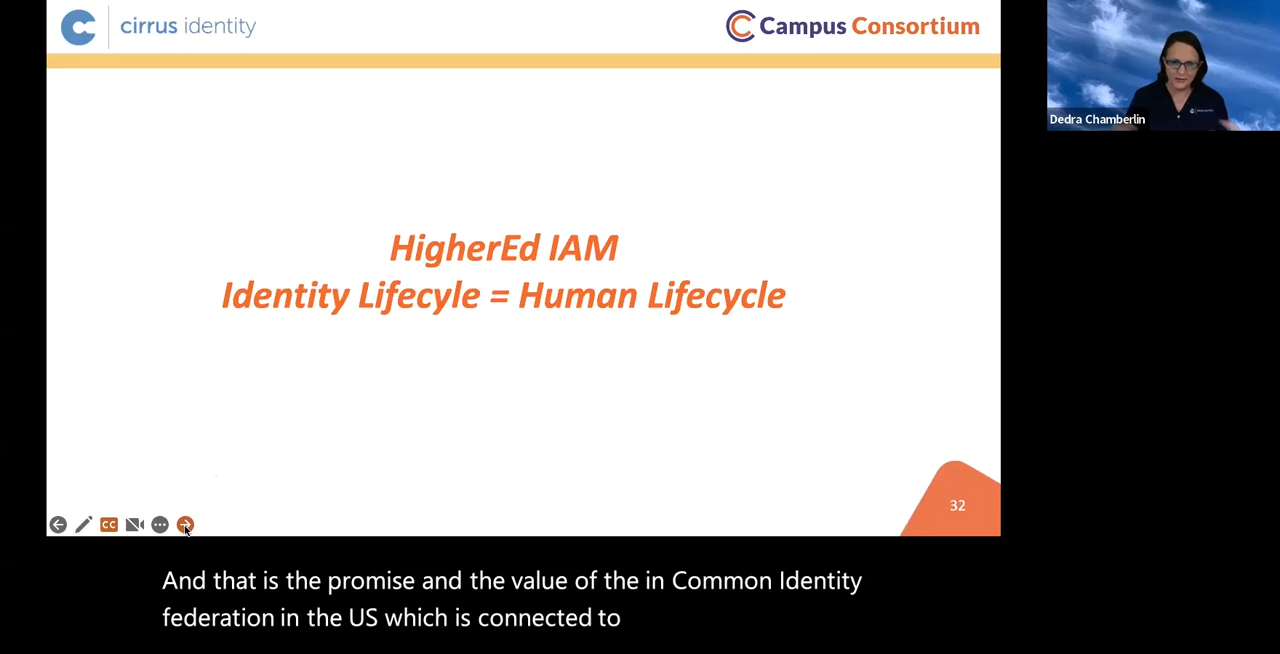 cirrus identity
Campus Consortium
Dedra Chamberlin
HigherEd IAM
Identity Lifecyle = Human Lifecycle
32
CC
And that is the promise and the value of the in Common Identity
federation in the US which is connected to